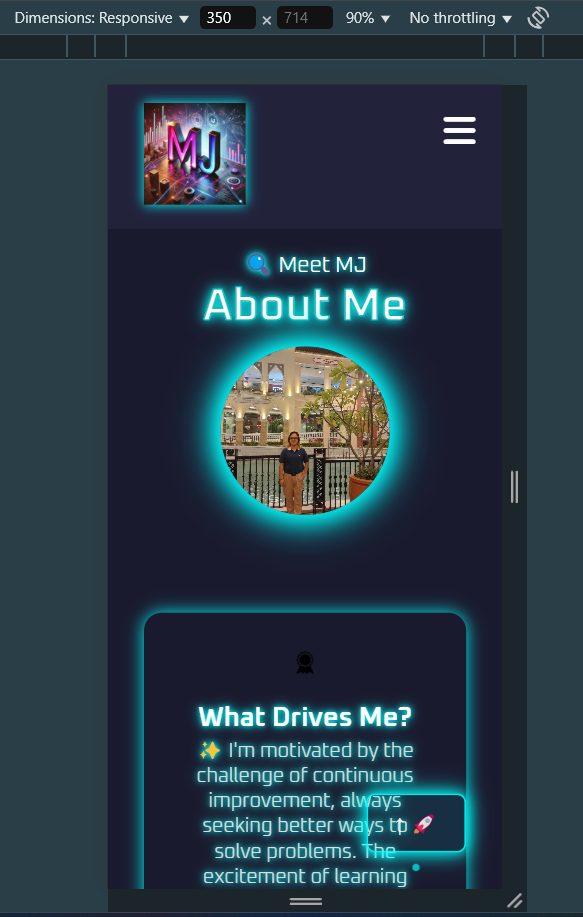 Dimensions: Responsive ▼ 350 × 714 90% ▼ No throttling ▼
MJ
🔍 Meet MJ
About Me
What Drives Me?
✨ I'm motivated by the
challenge of continuous
improvement, always
seeking better ways to
solve problems. The
excitement of learning
↑ 🚀